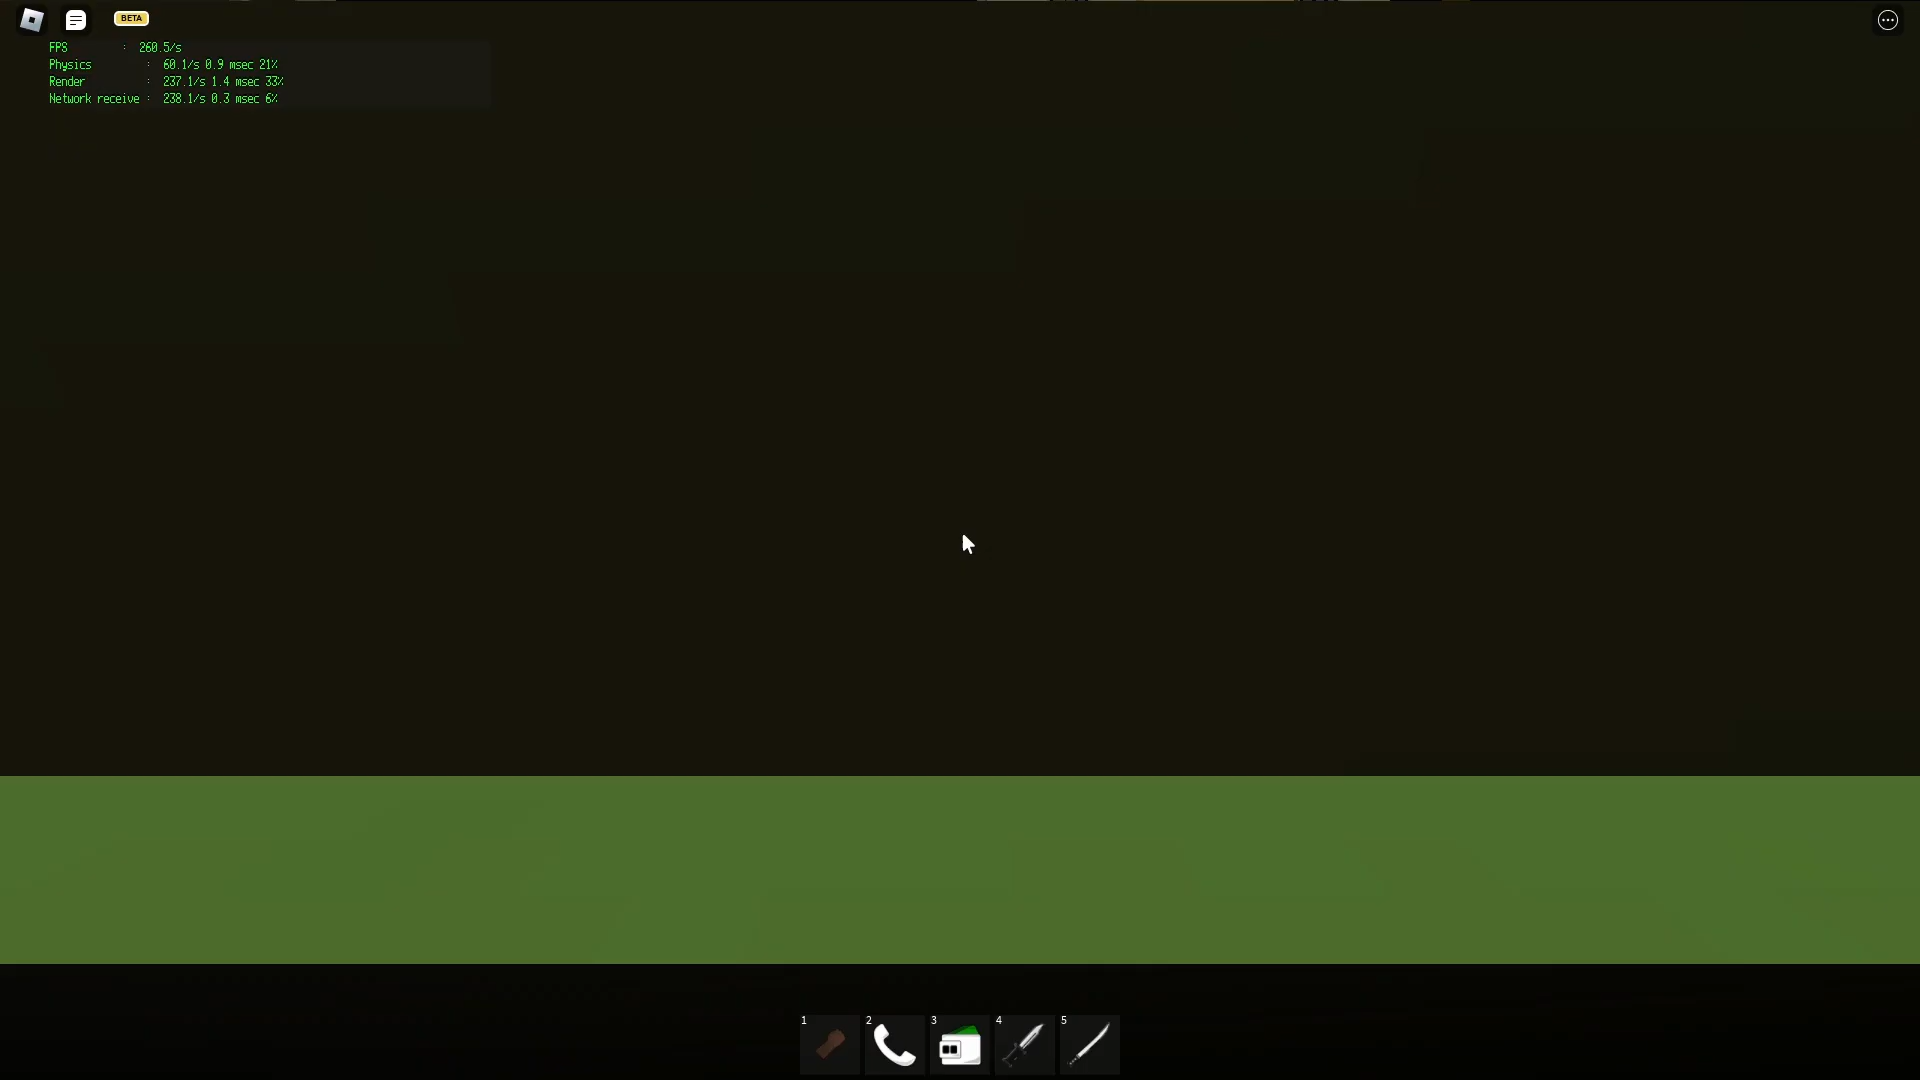 BETA
FPS : 260.5/s
Physics : 60.1/s 0.9 msec 21%
Render : 237.1/s 1.4 msec 33%
Network receive : 238.1/s 0.3 msec 6%
1 2 3 4 5